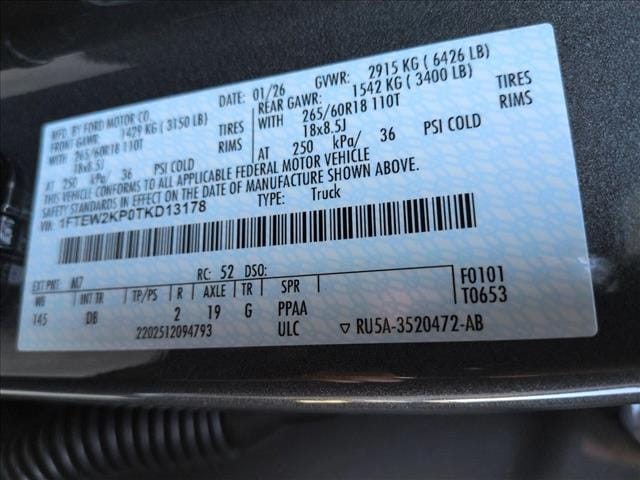 MFD. BY FORD MOTOR CO.
DATE: 01/26 GVWR: 2915 KG ( 6426 LB)
FRONT GAWR: 1429 KG ( 3150 LB)
REAR GAWR: 1542 KG ( 3400 LB)
WITH 265/60R18 110T TIRES
WITH 265/60R18 110T TIRES
18x8.5J RIMS
18x8.5J RIMS
AT 250 kPa/ 36 PSI COLD
AT 250 kPa/ 36 PSI COLD
THIS VEHICLE CONFORMS TO ALL APPLICABLE FEDERAL MOTOR VEHICLE
SAFETY STANDARDS IN EFFECT ON THE DATE OF MANUFACTURE SHOWN ABOVE.
VIN: 1FTEW2KP0TKD13178 TYPE: Truck
EXT PNT: M7 RC: 52 DSO:
WB INT TR TP/PS R AXLE TR SPR F0101
145 DB 2 19 G PPAA T0653
2202512094793 ULC ▽ RU5A-3520472-AB